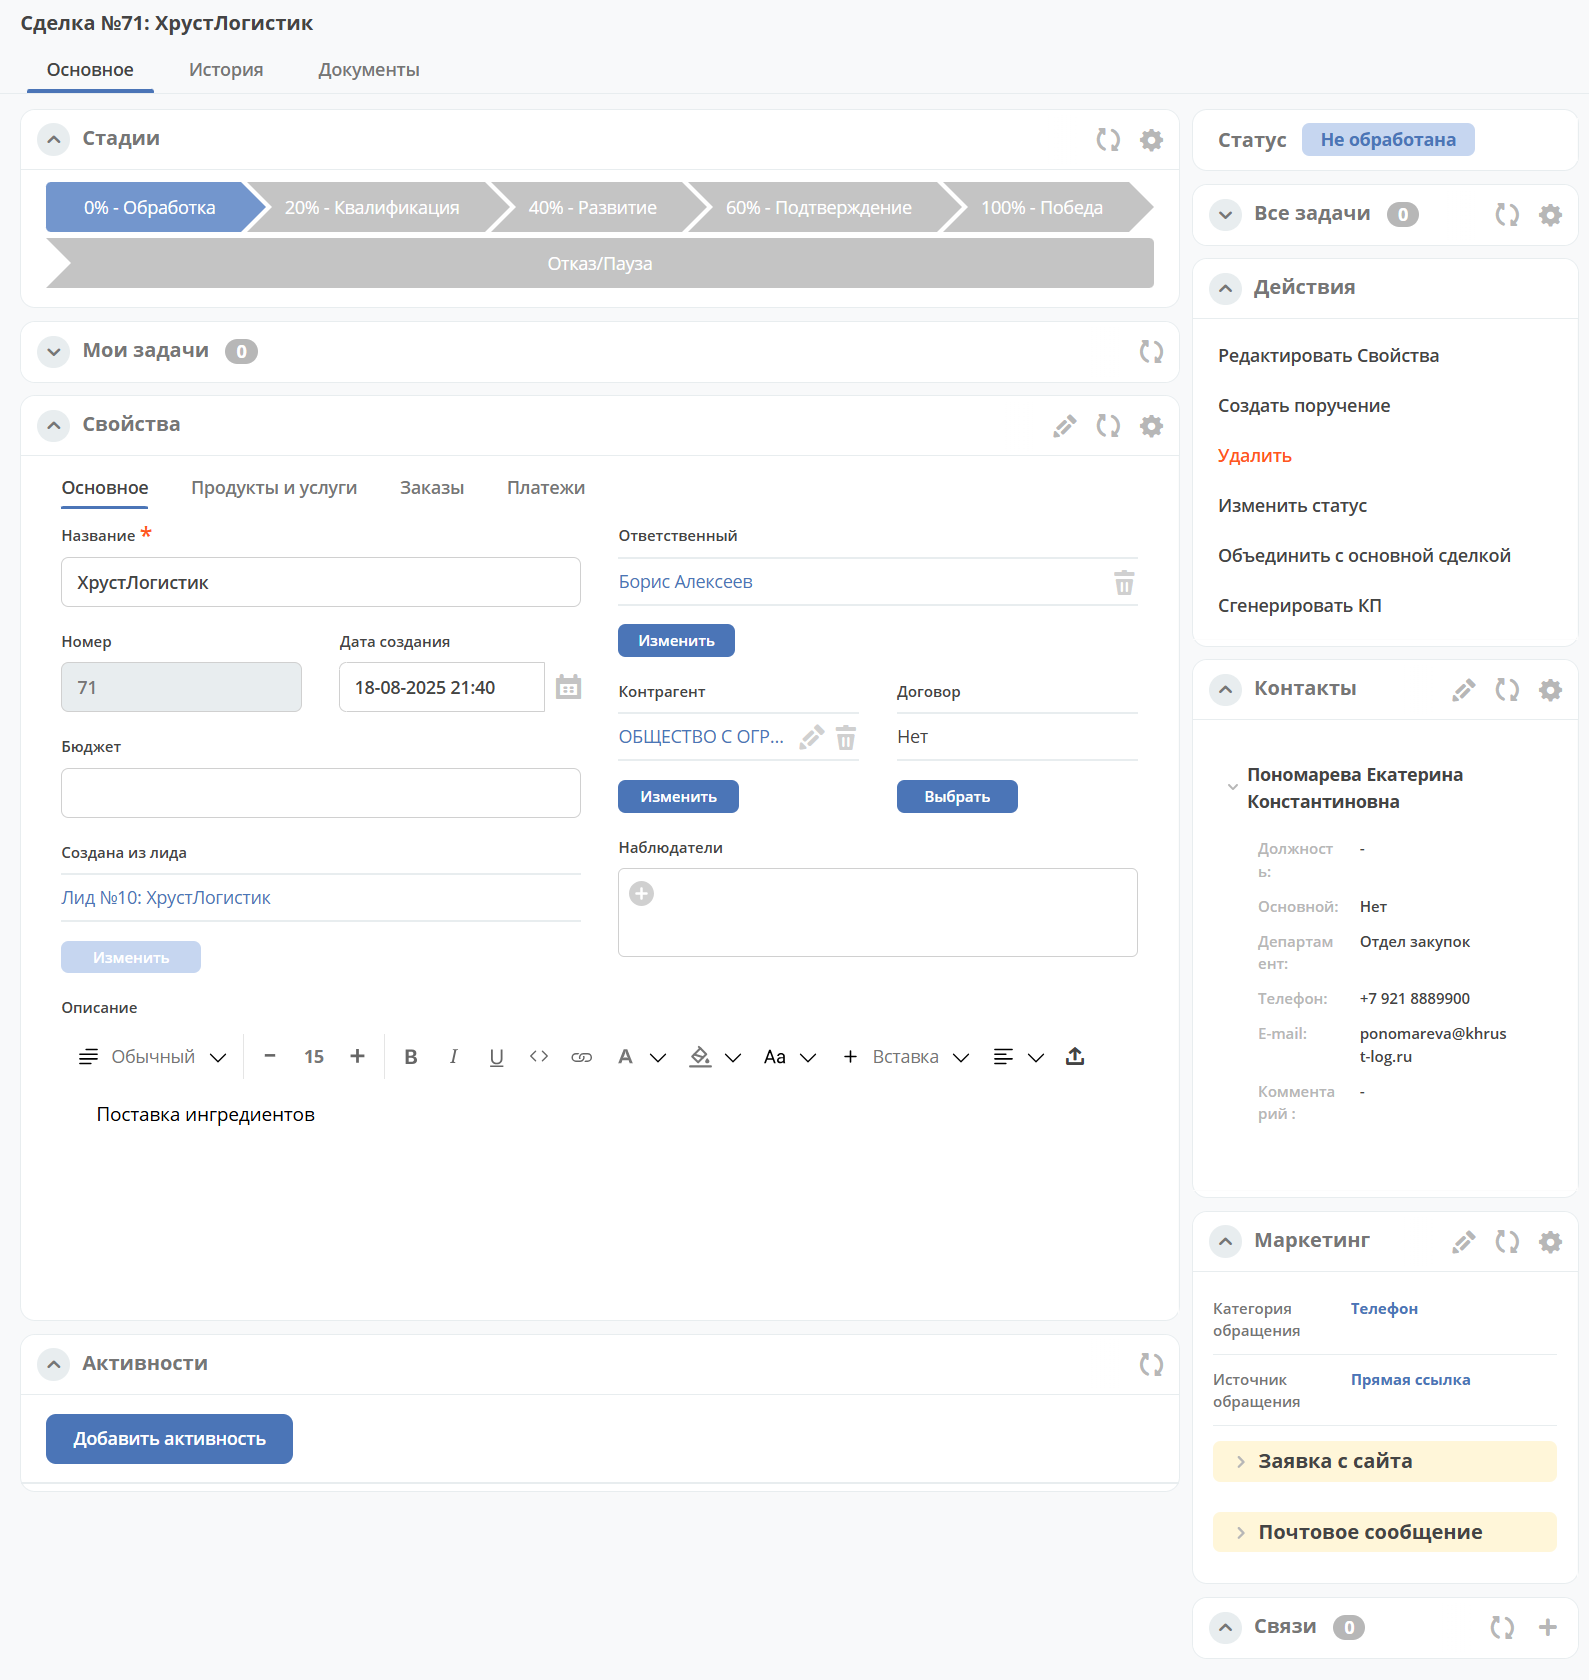 Сделка №71: ХрустЛогистик
Основное
История
Документы
Стадии
0% - Обработка
20% - Квалификация
40% - Развитие
60% - Подтверждение
100% - Победа
Отказ/Пауза
Мои задачи 0
Свойства
Основное
Продукты и услуги
Заказы
Платежи
Название *
ХрустЛогистик
Номер
71
Дата создания
18-08-2025 21:40
Бюджет
Создана из лида
Лид №10: ХрустЛогистик
Изменить
Ответственный
Борис Алексеев
Изменить
Контрагент
ОБЩЕСТВО С ОГР...
Изменить
Договор
Нет
Выбрать
Наблюдатели
Описание
Обычный
15
B
I
U
A
Aa
Вставка
Поставка ингредиентов
Активности
Добавить активность
Статус
Не обработана
Все задачи 0
Действия
Редактировать Свойства
Создать поручение
Удалить
Изменить статус
Объединить с основной сделкой
Сгенерировать КП
Контакты
Пономарева Екатерина
Константиновна
Должност
ь:
-
Основной:
Нет
Департам
ент:
Отдел закупок
Телефон:
+7 921 8889900
E-mail:
ponomareva@khrus
t-log.ru
Коммента
рий :
-
Маркетинг
Категория
обращения
Телефон
Источник
обращения
Прямая ссылка
Заявка с сайта
Почтовое сообщение
Связи 0